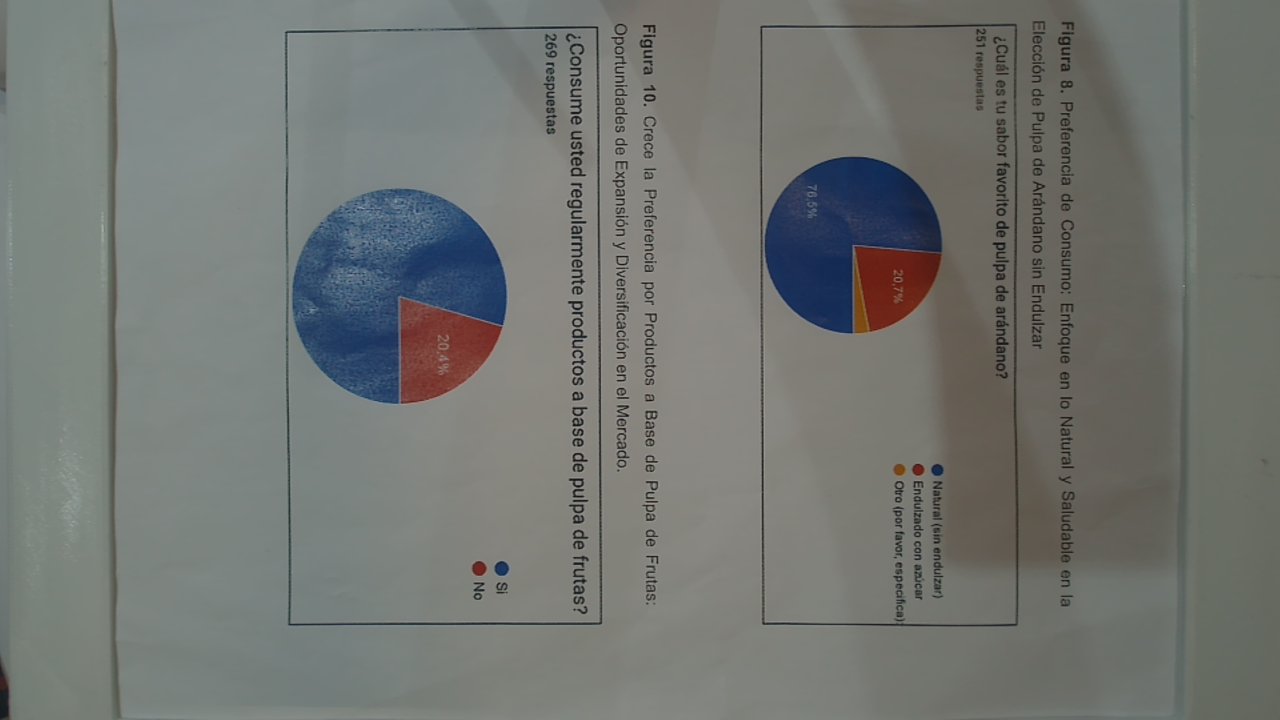 Figura 8. Preferencia de Consumo: Enfoque en lo Natural y Saludable en la
Elección de Pulpa de Arándano sin Endulzar
¿Cuál es tu sabor favorito de pulpa de arándano?
251 respuestas
Natural (sin endulzar)
Endulzado con azúcar
Otro (por favor, especifica):
20,7%
76,5%
Figura 10. Crece la Preferencia por Productos a Base de Pulpa de Frutas:
Oportunidades de Expansión y Diversificación en el Mercado.
¿Consume usted regularmente productos a base de pulpa de frutas?
269 respuestas
Si
No
20,4%